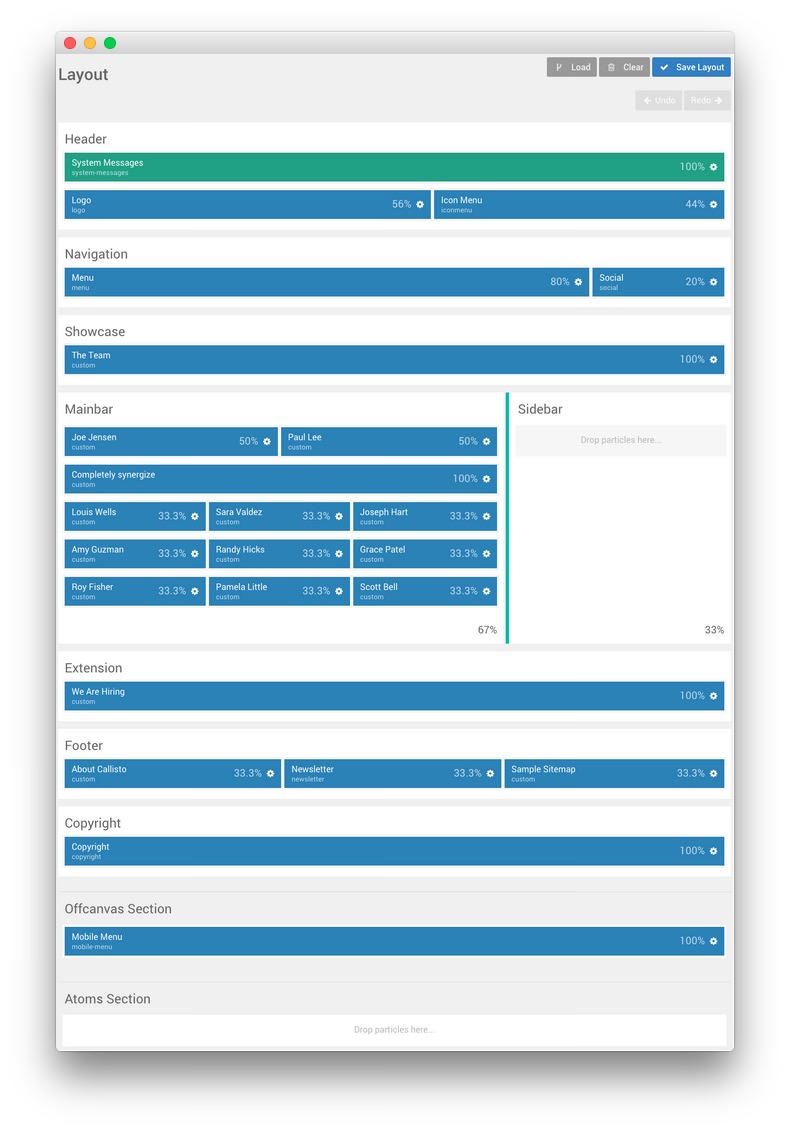 Layout
Load
Clear
Save Layout
Undo
Redo
Header
System Messages
100%
system-messages
Logo
56%
logo
Icon Menu
44%
iconmenu
Navigation
Menu
80%
menu
Social
20%
social
Showcase
The Team
100%
custom
Mainbar
Joe Jensen
50%
custom
Paul Lee
50%
custom
Completely synergize
100%
custom
Louis Wells
33.3%
custom
Sara Valdez
33.3%
custom
Joseph Hart
33.3%
custom
Amy Guzman
33.3%
custom
Randy Hicks
33.3%
custom
Grace Patel
33.3%
custom
Roy Fisher
33.3%
custom
Pamela Little
33.3%
custom
Scott Bell
33.3%
custom
67%
Sidebar
Drop particles here...
33%
Extension
We Are Hiring
100%
custom
Footer
About Callisto
33.3%
custom
Newsletter
33.3%
newsletter
Sample Sitemap
33.3%
custom
Copyright
Copyright
100%
copyright
Offcanvas Section
Mobile Menu
100%
mobile-menu
Atoms Section
Drop particles here...